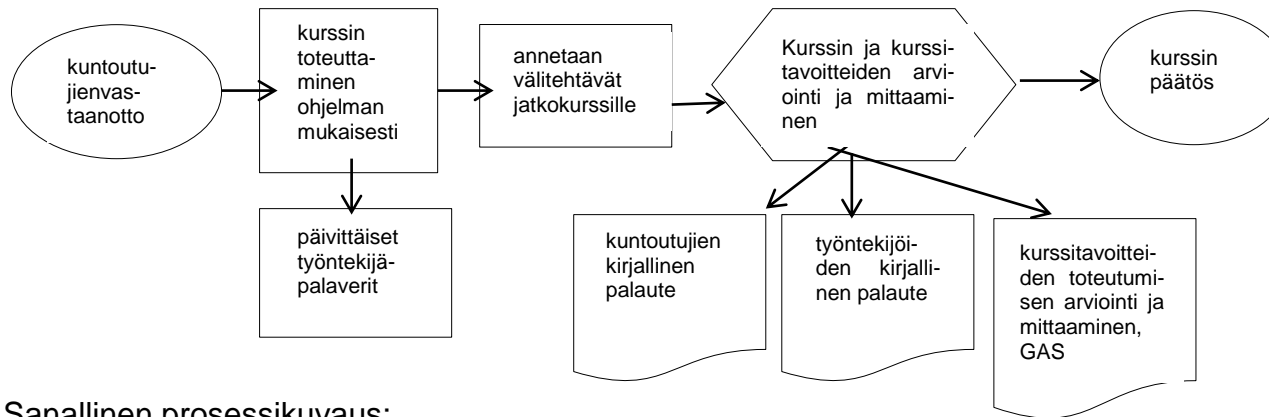 kuntoutu-
jienvas-
taanotto
kurssin
toteutta-
minen
ohjelman
mukaisesti
annetaan
välitehtävät
jatkokurssille
Kurssin ja kurssi-
tavoitteiden arvi-
ointi ja mittaami-
nen
kurssin
päätös
päivittäiset
työntekijä-
palaverit
kuntoutujien
kirjallinen
palaute
työntekijöi-
den kirjalli-
nen palaute
kurssitavoittei-
den toteutumi-
sen arviointi ja
mittaaminen,
GAS
Sanallinen prosessikuvaus: